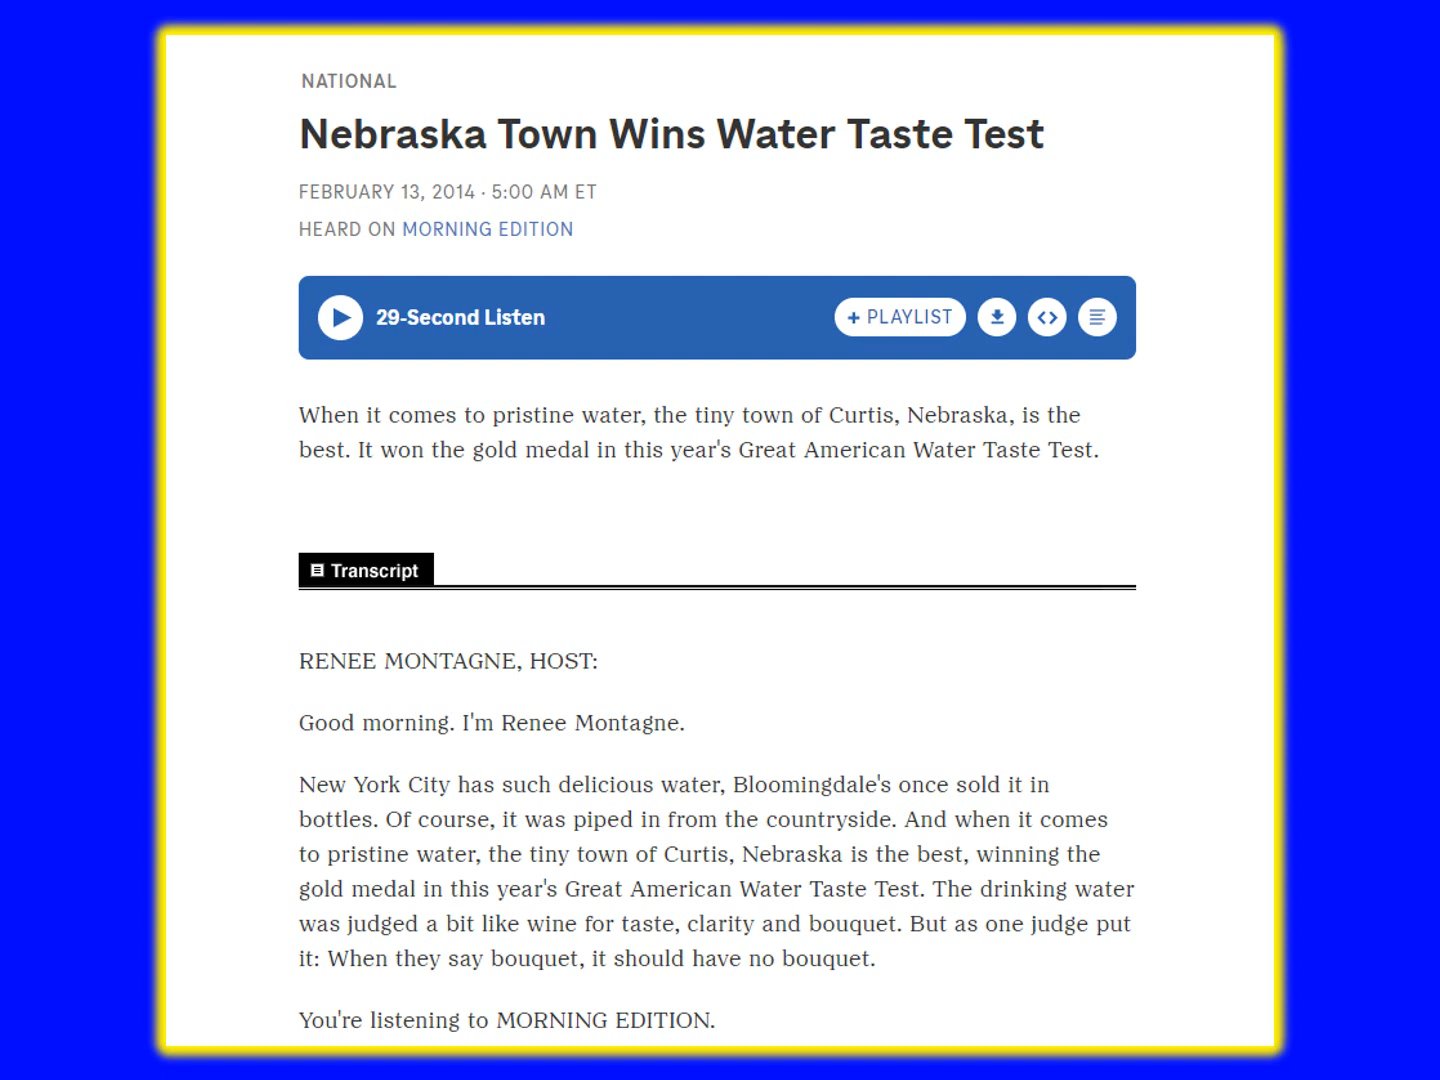 NATIONAL
Nebraska Town Wins Water Taste Test
FEBRUARY 13, 2014 · 5:00 AM ET
HEARD ON MORNING EDITION
29-Second Listen
+ PLAYLIST
When it comes to pristine water, the tiny town of Curtis, Nebraska, is the
best. It won the gold medal in this year's Great American Water Taste Test.
Transcript
RENEE MONTAGNE, HOST:
Good morning. I'm Renee Montagne.
New York City has such delicious water, Bloomingdale's once sold it in
bottles. Of course, it was piped in from the countryside. And when it comes
to pristine water, the tiny town of Curtis, Nebraska is the best, winning the
gold medal in this year's Great American Water Taste Test. The drinking water
was judged a bit like wine for taste, clarity and bouquet. But as one judge put
it: When they say bouquet, it should have no bouquet.
You're listening to MORNING EDITION.